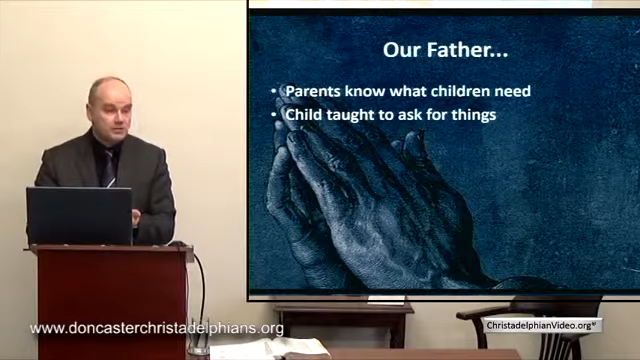 Our Father...
• Parents know what children need
• Child taught to ask for things
www.doncasterchristadelphians.org
ChristadelphianVideo.org®